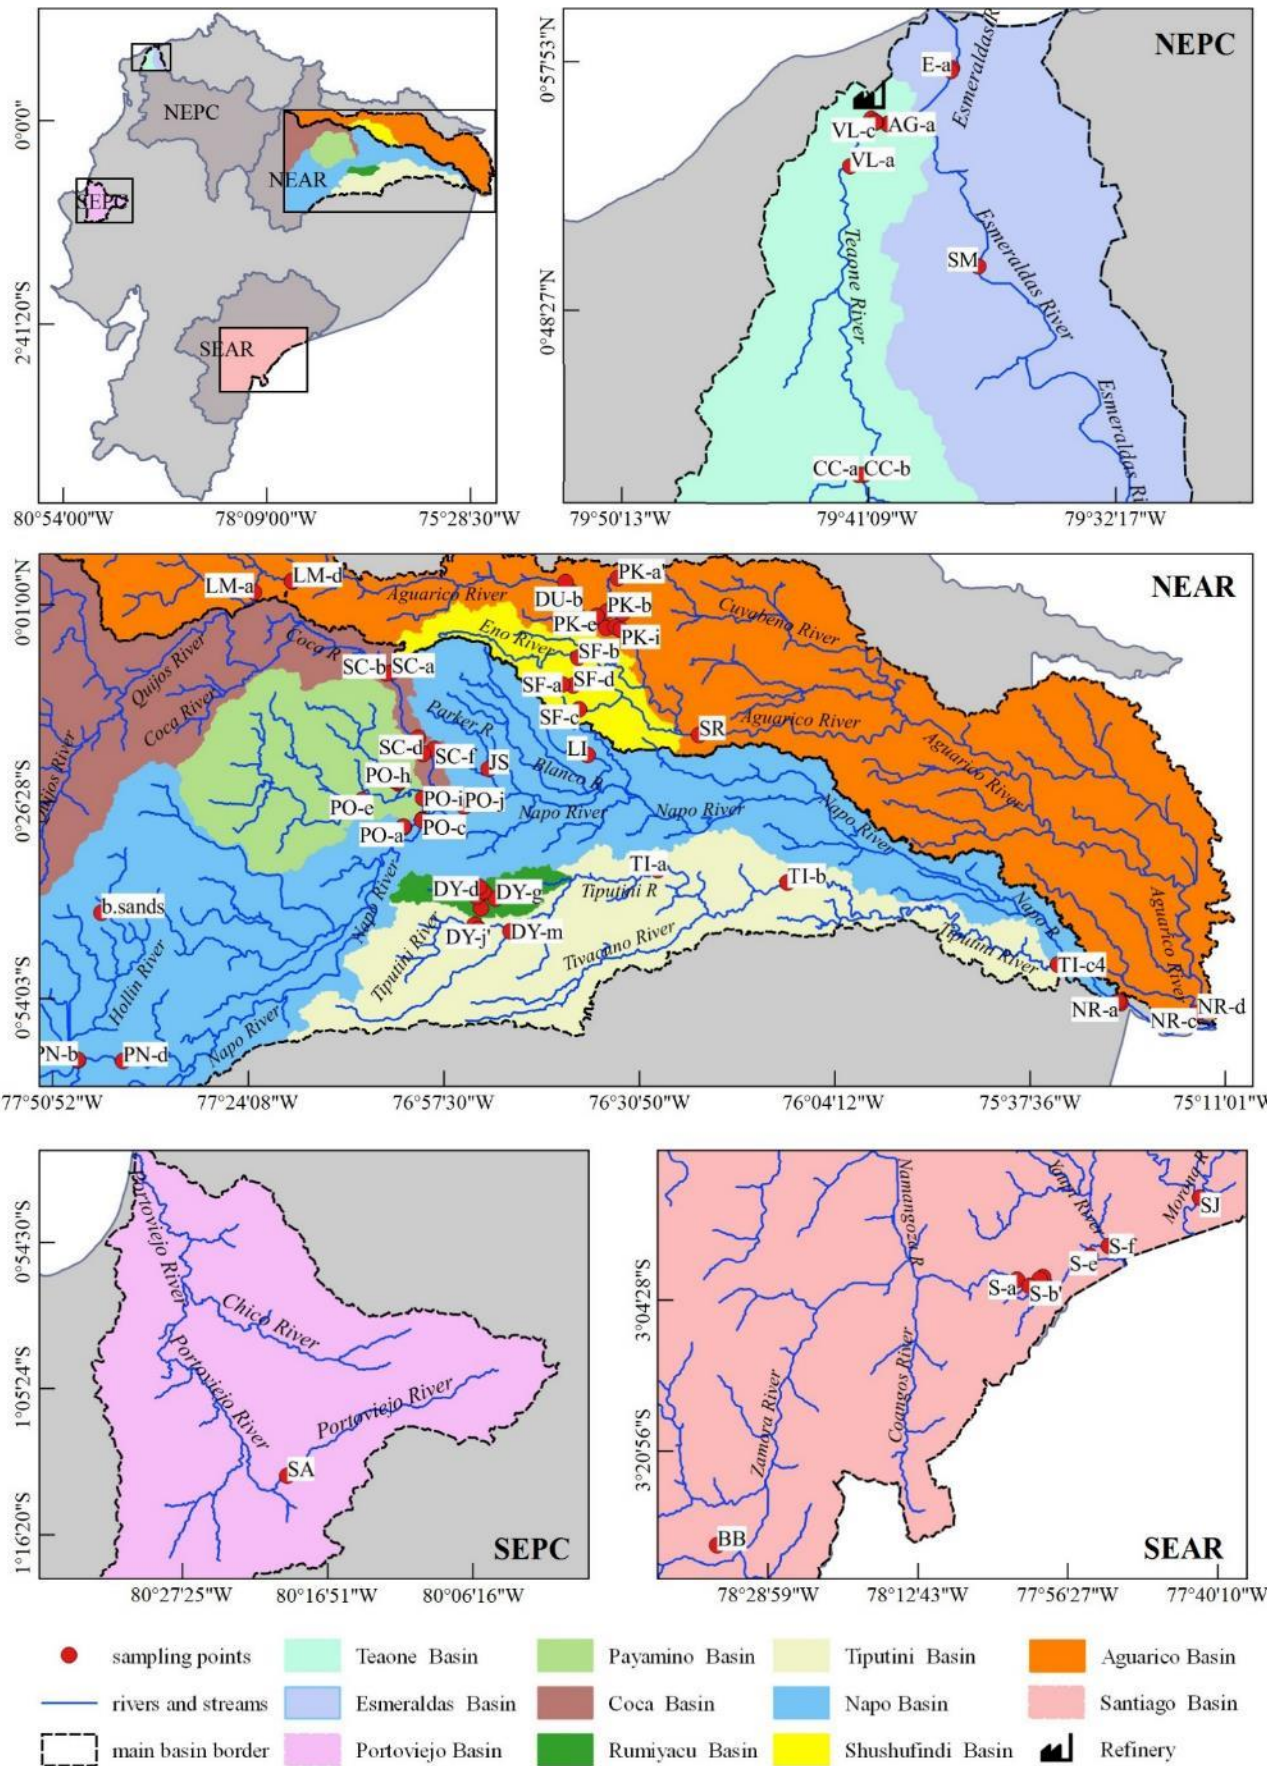 NEPC
NEAR
SEPC
SEAR
0°0'0"
2°41'20"S
80°54'00"W
78°09'00"W
75°28'30"W
NEPC
0°57'53"N
0°48'27"N
E-a
Esmeraldas R
VL-c
AG-a
VL-a
Teaone River
SM
Esmeraldas River
Esmeraldas Ri
CC-a
CC-b
79°50'13"W
79°41'09"W
79°32'17"W
NEAR
0°01'00"N
0°26'28"S
0°54'03"S
LM-a
LM-d
Aguarico River
DU-b
PK-a'
PK-b
PK-e
PK-i
Cuyabeno River
Coca R
Eno River
SF-b
Quijos River
SC-b
SC-a
SF-a
SF-d
SF-c
Coca River
Parker R
SR
Aguarico River
SC-d
SC-f
JS
LI
Blanco R
Aguarico River
Quijos River
PO-h
PO-e
PO-i
PO-j
PO-a
PO-c
Napo River
Napo River
Napo River
TI-a
TI-b
DY-d
DY-g
Tiputini R
b.sands
Napo River
DY-j'
DY-m
Tiputini River
Tivacuno River
Napo R
Tiputini River
Aguarico River
TI-c4
Hollin River
NR-a
NR-c
NR-d
PN-b
PN-d
Napo River
77°50'52"W
77°24'08"W
76°57'30"W
76°30'50"W
76°04'12"W
75°37'36"W
75°11'01"W
0°54'30"S
1°05'24"S
1°16'20"S
Portoviejo River
Chico River
Portoviejo River
Portoviejo River
SA
SEPC
80°27'25"W
80°16'51"W
80°06'16"W
3°04'28"S
3°20'56"S
Namangoza R
Yaupi River
Morona R
SJ
S-f
S-e
S-a
S-b'
Zamora River
Coangos River
BB
SEAR
78°28'59"W
78°12'43"W
77°56'27"W
77°40'10"W
sampling points
Teaone Basin
Payamino Basin
Tiputini Basin
Aguarico Basin
rivers and streams
Esmeraldas Basin
Coca Basin
Napo Basin
Santiago Basin
main basin border
Portoviejo Basin
Rumiyacu Basin
Shushufindi Basin
Refinery